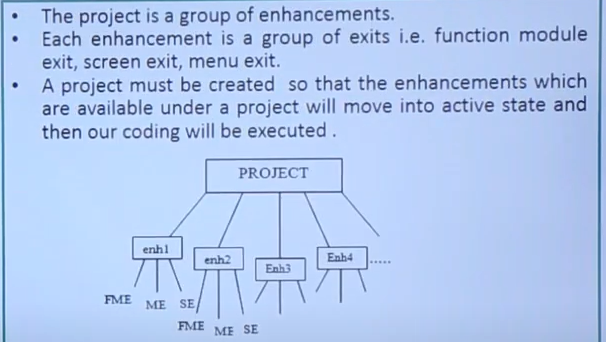 • The project is a group of enhancements.
• Each enhancement is a group of exits i.e. function module
exit, screen exit, menu exit.
• A project must be created so that the enhancements which
are available under a project will move into active state and
then our coding will be executed .
PROJECT
enh1
enh2
Enh3
Enh4 .....
FME ME SE
FME ME SE